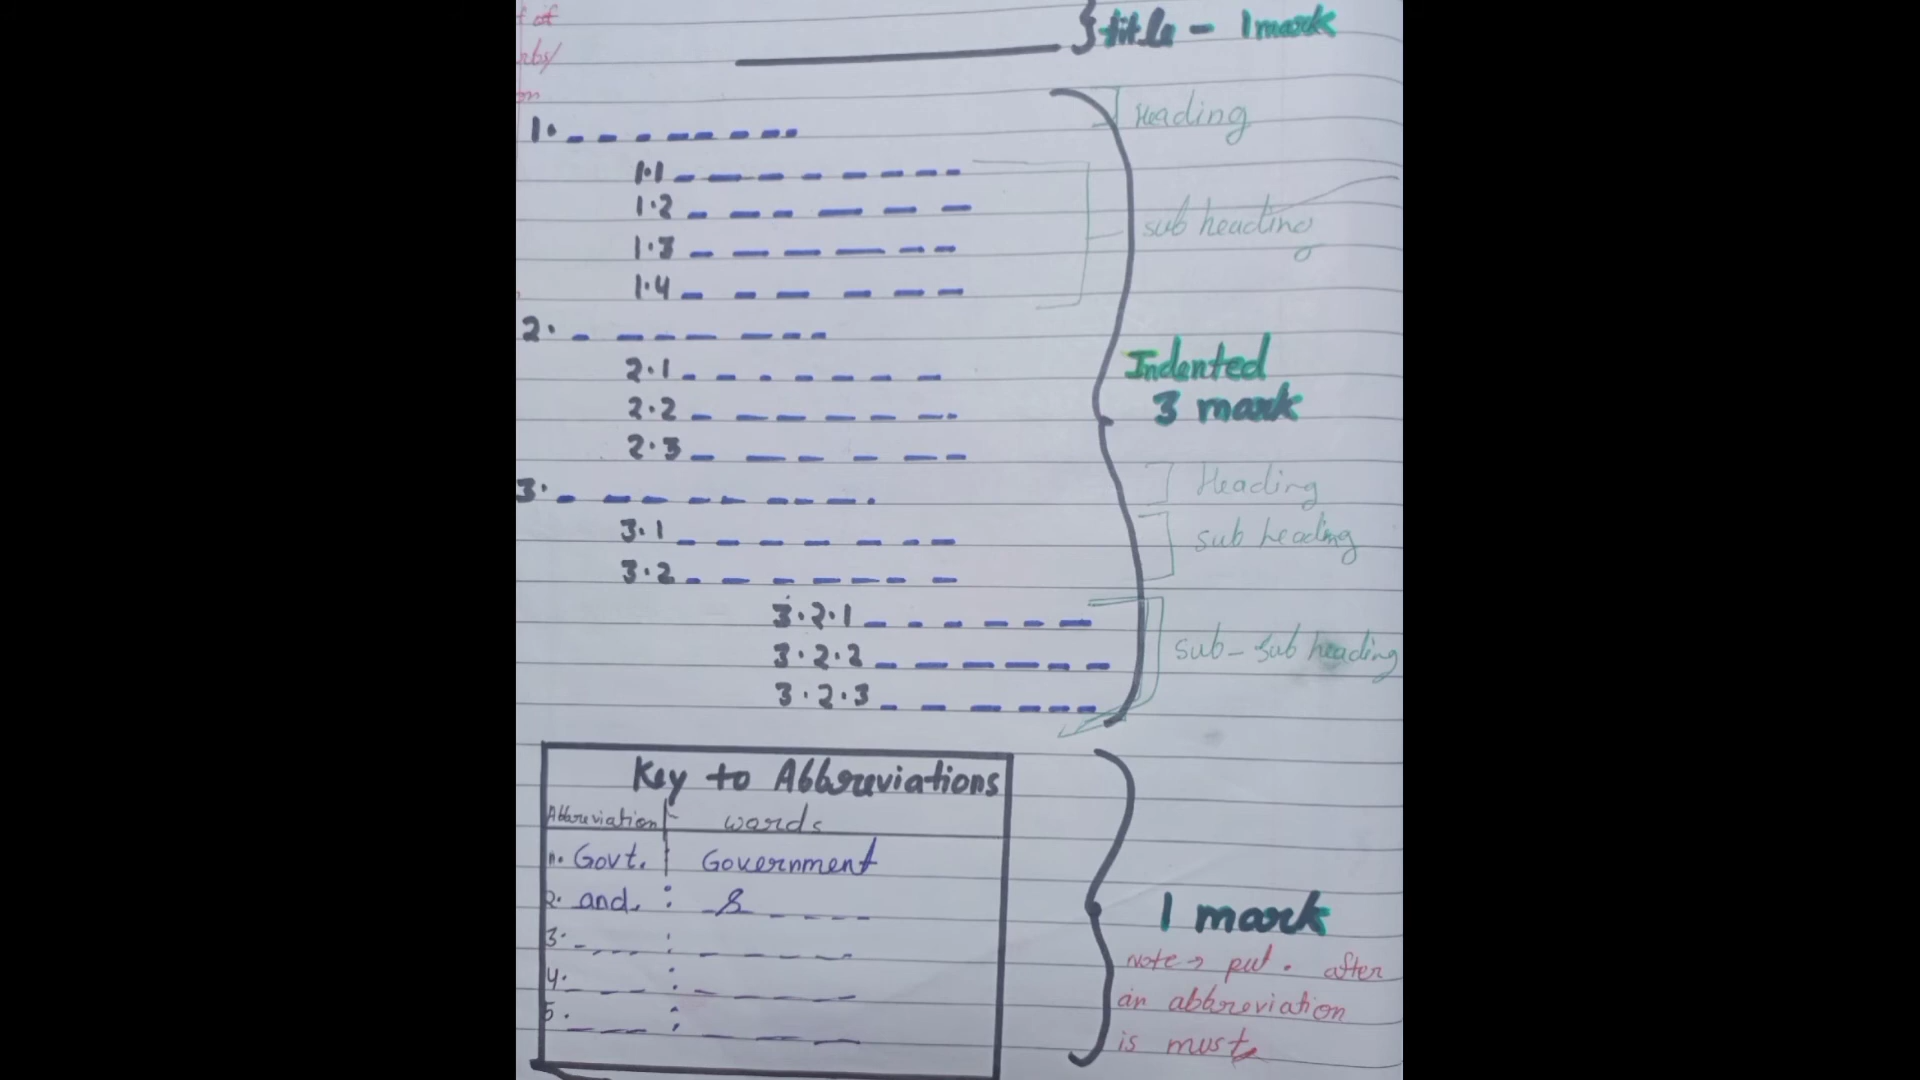 } title - 1 mark
Heading
1.
1.1
1.2
sub heading
1.3
1.4
2.
2.1
Indented
3 mark
2.2
2.3
3.
Heading
3.1
sub heading
3.2
3.2.1
3.2.2
sub-sub heading
3.2.3
Key to Abbreviations
Abbreviation words
1. Govt. : Government
2. and. : &
3. :
4. :
5. :
1 mark
note → put . after
an abbreviation
is must